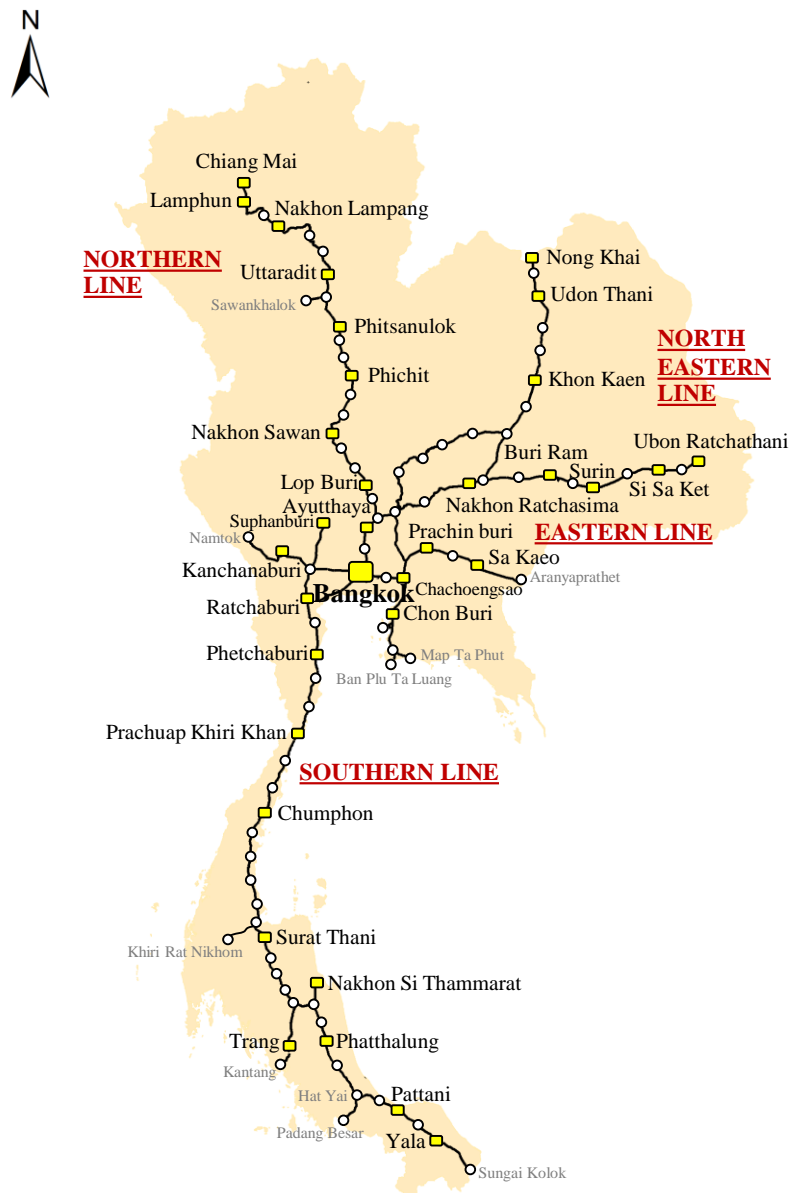 N
Chiang Mai
Lamphun
Nakhon Lampang
NORTHERN
LINE
Uttaradit
Sawankhalok
Phitsanulok
Phichit
Nakhon Sawan
Nong Khai
Udon Thani
NORTH
EASTERN
LINE
Khon Kaen
Buri Ram
Ubon Ratchathani
Surin
Si Sa Ket
Nakhon Ratchasima
Lop Buri
Ayutthaya
Suphanburi
Namtok
Prachin buri
EASTERN LINE
Sa Kaeo
Aranyaprathet
Kanchanaburi
Bangkok
Chachoengsao
Ratchaburi
Chon Buri
Phetchaburi
Map Ta Phut
Ban Plu Ta Luang
Prachuap Khiri Khan
SOUTHERN LINE
Chumphon
Surat Thani
Khiri Rat Nikhom
Nakhon Si Thammarat
Trang
Phatthalung
Kantang
Hat Yai
Pattani
Padang Besar
Yala
Sungai Kolok